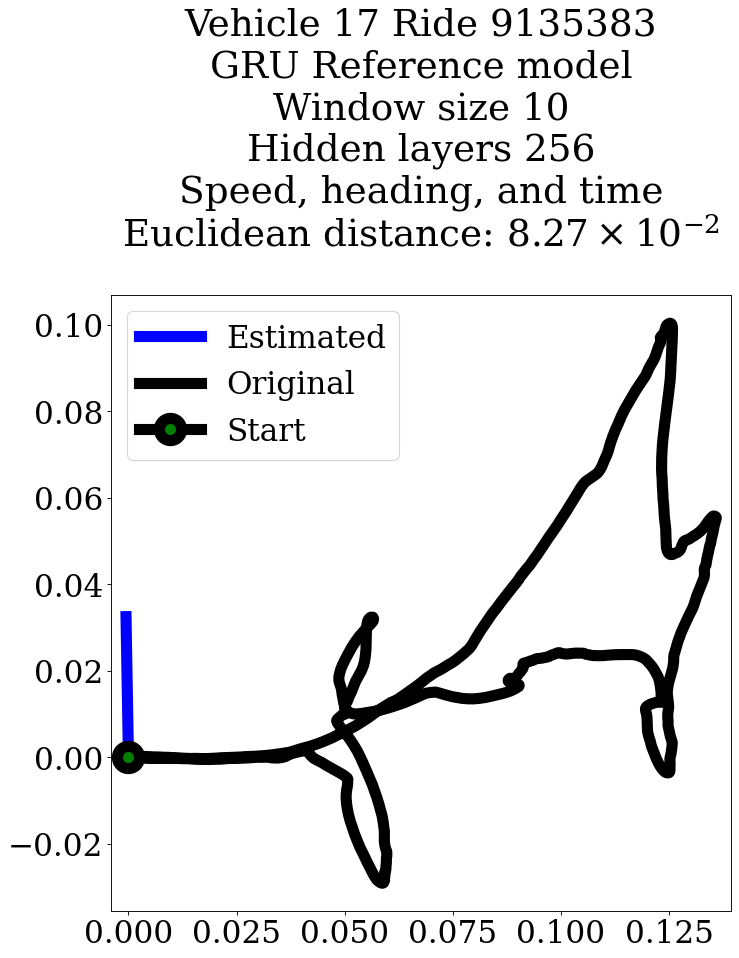 Vehicle 17 Ride 9135383
GRU Reference model
Window size 10
Hidden layers 256
Speed, heading, and time
Euclidean distance: 8.27 × 10⁻²
Estimated
Original
Start
0.10
0.08
0.06
0.04
0.02
0.00
−0.02
0.000 0.025 0.050 0.075 0.100 0.125